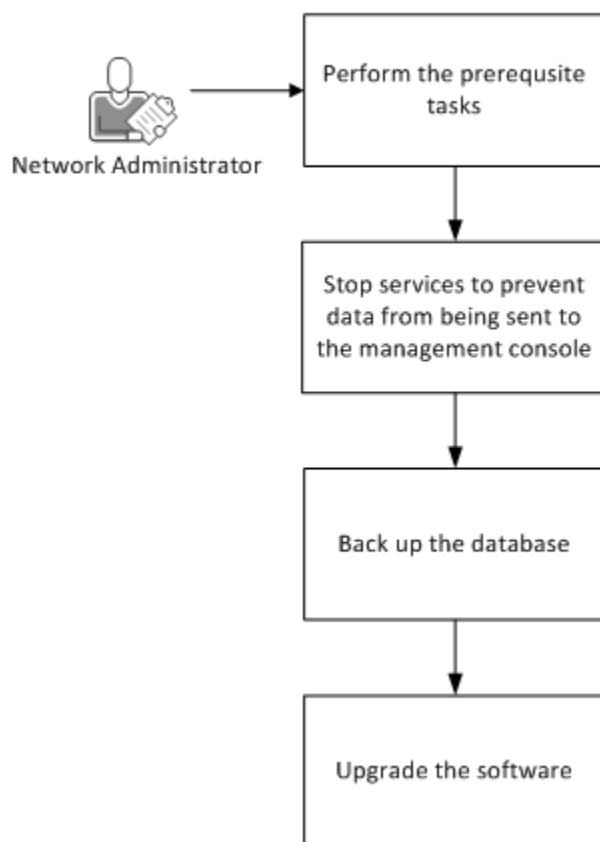 Perform the prerequsite
tasks
Network Administrator
Stop services to prevent
data from being sent to
the management console
Back up the database
Upgrade the software